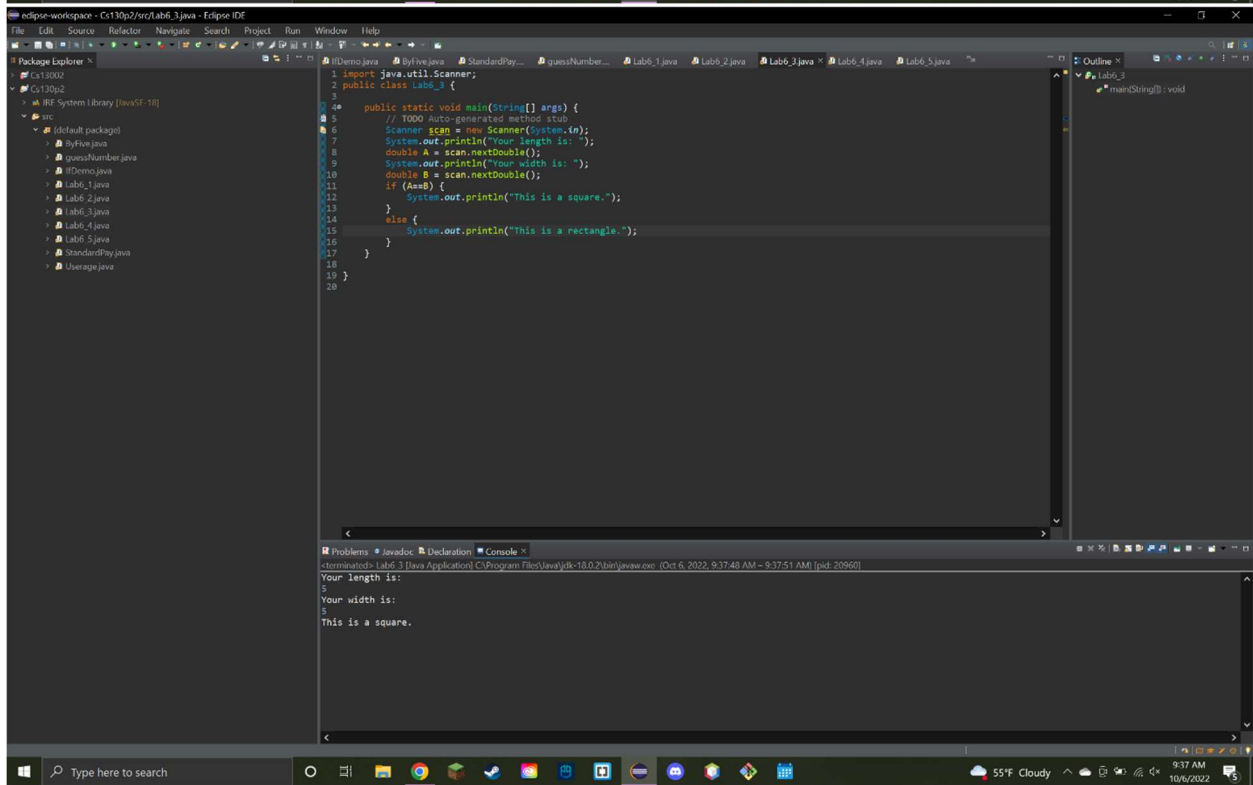 eclipse-workspace - Cs130p2/src/Lab6_3.java - Eclipse IDE
File Edit Source Refactor Navigate Search Project Run Window Help
Package Explorer ×
Cs13002
Cs130p2
JRE System Library [JavaSE-18]
src
(default package)
ByFive.java
guessNumber.java
IfDemo.java
Lab6_1.java
Lab6_2.java
Lab6_3.java
Lab6_4.java
Lab6_5.java
StandardPay.java
Userage.java
IfDemo.java ByFive.java StandardPay.... guessNumber.... Lab6_1.java Lab6_2.java Lab6_3.java × Lab6_4.java Lab6_5.java
1 import java.util.Scanner;
2 public class Lab6_3 {
3
4 public static void main(String[] args) {
5 // TODO Auto-generated method stub
6 Scanner scan = new Scanner(System.in);
7 System.out.println("Your length is: ");
8 double A = scan.nextDouble();
9 System.out.println("Your width is: ");
10 double B = scan.nextDouble();
11 if (A==B) {
12 System.out.println("This is a square.");
13 }
14 else {
15 System.out.println("This is a rectangle.");
16 }
17 }
18
19 }
20
Outline ×
Lab6_3
main(String[]) : void
Problems Javadoc Declaration Console ×
<terminated> Lab6_3 [Java Application] C:\Program Files\Java\jdk-18.0.2\bin\javaw.exe (Oct 6, 2022, 9:37:48 AM – 9:37:51 AM) [pid: 20960]
Your length is:
5
Your width is:
5
This is a square.
Type here to search
55°F Cloudy
9:37 AM
10/6/2022
5